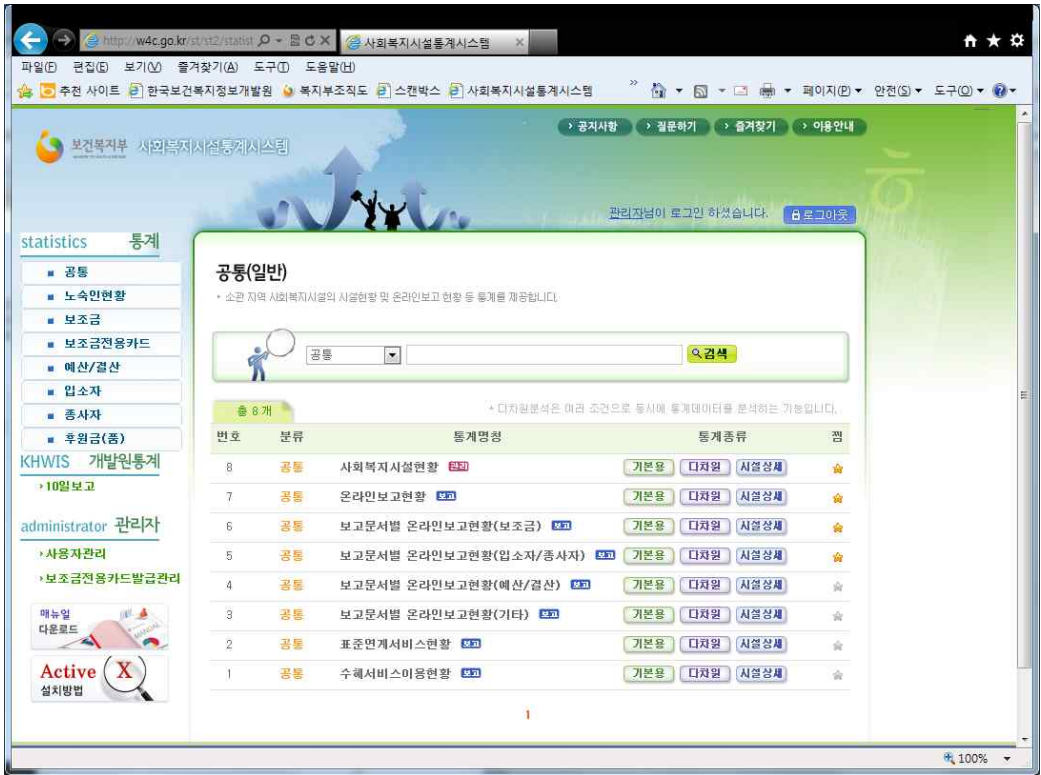 http://w4c.go.kr/st/st2/statist
사회복지시설통계시스템
파일(F) 편집(E) 보기(V) 즐겨찾기(A) 도구(T) 도움말(H)
추천 사이트 한국보건복지정보개발원 복지부조직도 스캔박스 사회복지시설통계시스템 » 페이지(P) 안전(S) 도구(O)
공지사항 질문하기 즐겨찾기 이용안내
보건복지부 사회복지시설통계시스템
ㅎ
관리자님이 로그인 하셨습니다. 로그아웃
statistics 통계
공통
노숙인현황
보조금
보조금전용카드
예산/결산
입소자
종사자
후원금(품)
KHWIS 개발원통계
10일보고
administrator 관리자
사용자관리
보조금전용카드발급관리
매뉴얼
다운로드
MANUAL
Active X
설치방법
공통(일반)
* 소관 지역 사회복지시설의 시설현황 및 온라인보고 현황 등 통계를 제공합니다.
공통 검색
총 8개 * 다차원분석은 여러 조건으로 동시에 통계데이터를 분석하는 기능입니다.
번호 분류 통계명칭 통계종류 찜
8 공통 사회복지시설현황 관리 기본용 다차원 시설상세
7 공통 온라인보고현황 보고 기본용 다차원 시설상세
6 공통 보고문서별 온라인보고현황(보조금) 보고 기본용 다차원 시설상세
5 공통 보고문서별 온라인보고현황(입소자/종사자) 보고 기본용 다차원 시설상세
4 공통 보고문서별 온라인보고현황(예산/결산) 보고 기본용 다차원 시설상세
3 공통 보고문서별 온라인보고현황(기타) 보고 기본용 다차원 시설상세
2 공통 표준연계서비스현황 보고 기본용 다차원 시설상세
1 공통 수혜서비스이용현황 보고 기본용 다차원 시설상세
1
100%